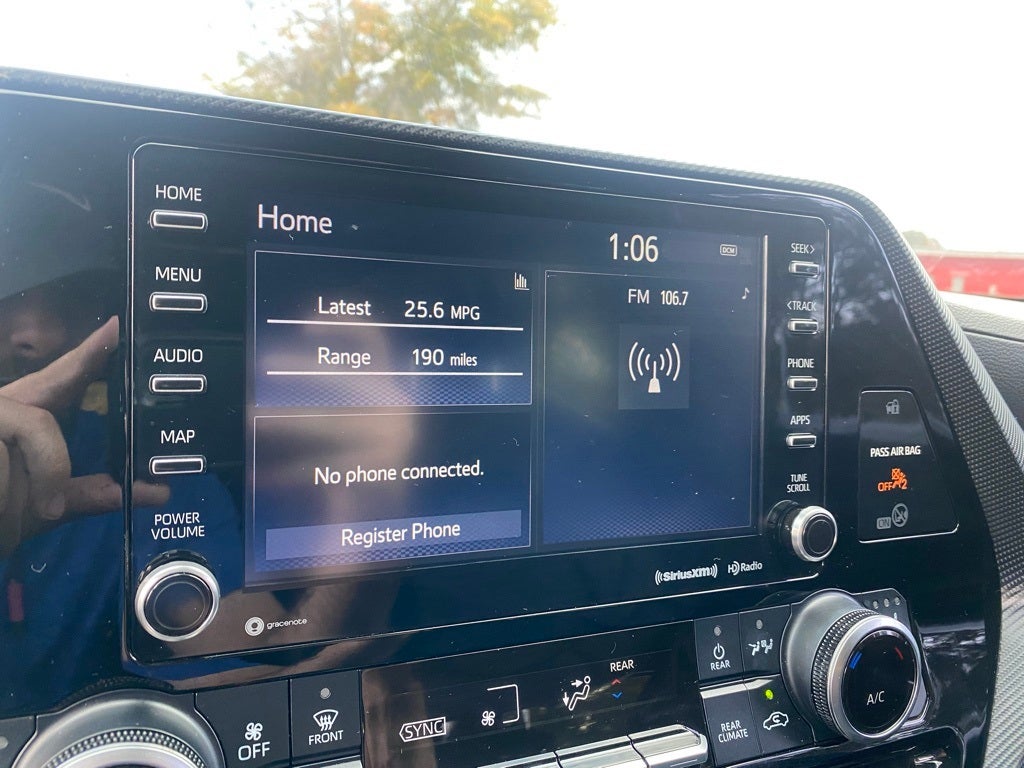 HOME
MENU
AUDIO
MAP
POWER
VOLUME
Home
1:06
DCM
Latest 25.6 MPG
Range 190 miles
No phone connected.
Register Phone
FM 106.7
SEEK>
<TRACK
PHONE
APPS
TUNE
SCROLL
PASS AIR BAG
OFF 2
ON
gracenote
SiriusXM
HD Radio
OFF
FRONT
SYNC
REAR
REAR
REAR
CLIMATE
A/C